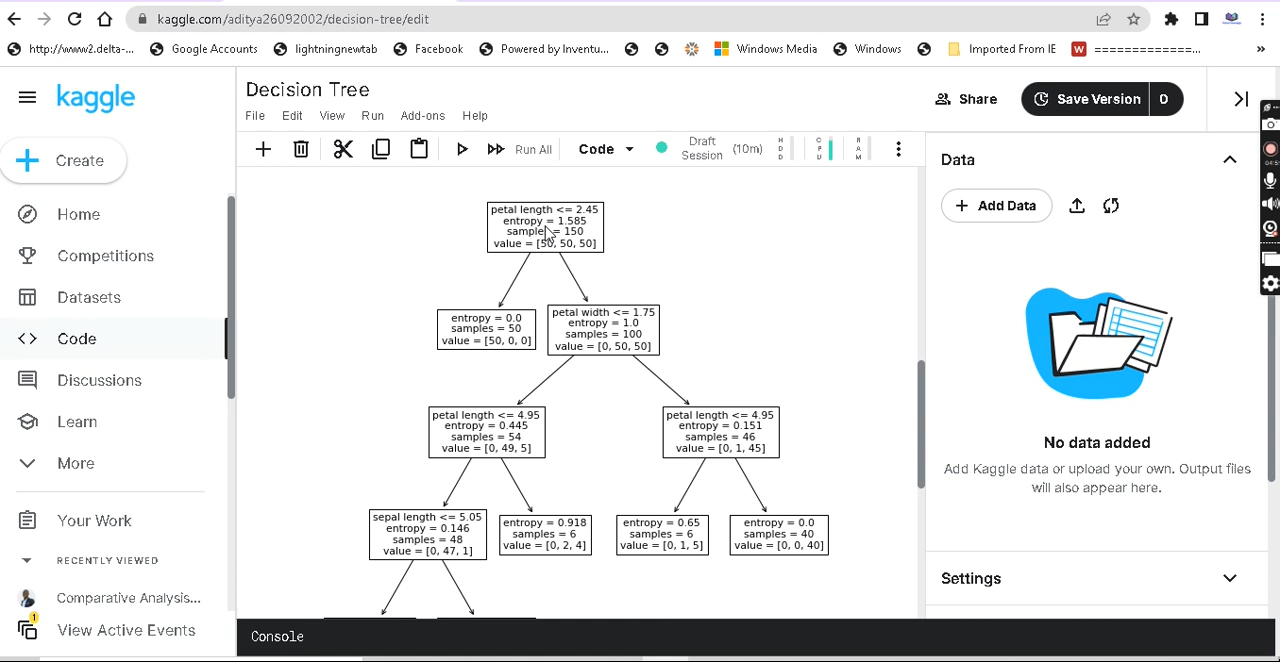 kaggle.com/aditya26092002/decision-tree/edit
http://www2.delta-...
Google Accounts
lightningnewtab
Facebook
Powered by Inventu...
Windows Media
Windows
Imported From IE
W
==============...
»
kaggle
Decision Tree
File Edit View Run Add-ons Help
Share
Save Version
0
Create
Run All
Code
Draft Session
(10m)
HDD
CPU
RAM
Home
Competitions
Datasets
Code
Discussions
Learn
More
Your Work
RECENTLY VIEWED
Comparative Analysis...
1
View Active Events
petal length <= 2.45
entropy = 1.585
samples = 150
value = [50, 50, 50]
entropy = 0.0
samples = 50
value = [50, 0, 0]
petal width <= 1.75
entropy = 1.0
samples = 100
value = [0, 50, 50]
petal length <= 4.95
entropy = 0.445
samples = 54
value = [0, 49, 5]
petal length <= 4.95
entropy = 0.151
samples = 46
value = [0, 1, 45]
sepal length <= 5.05
entropy = 0.146
samples = 48
value = [0, 47, 1]
entropy = 0.918
samples = 6
value = [0, 2, 4]
entropy = 0.65
samples = 6
value = [0, 1, 5]
entropy = 0.0
samples = 40
value = [0, 0, 40]
Console
Data
Add Data
No data added
Add Kaggle data or upload your own. Output files
will also appear here.
Settings